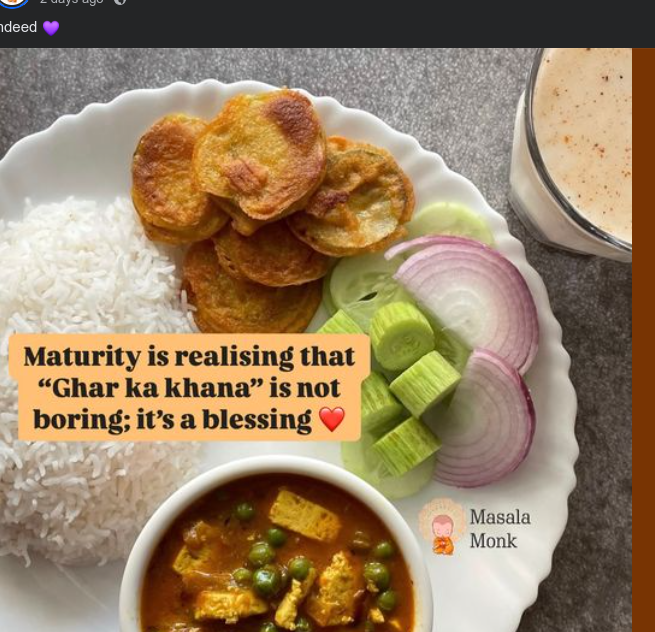 2 days ago
ndeed 💜
Maturity is realising that
“Ghar ka khana” is not
boring; it’s a blessing ❤️
Masala
Monk